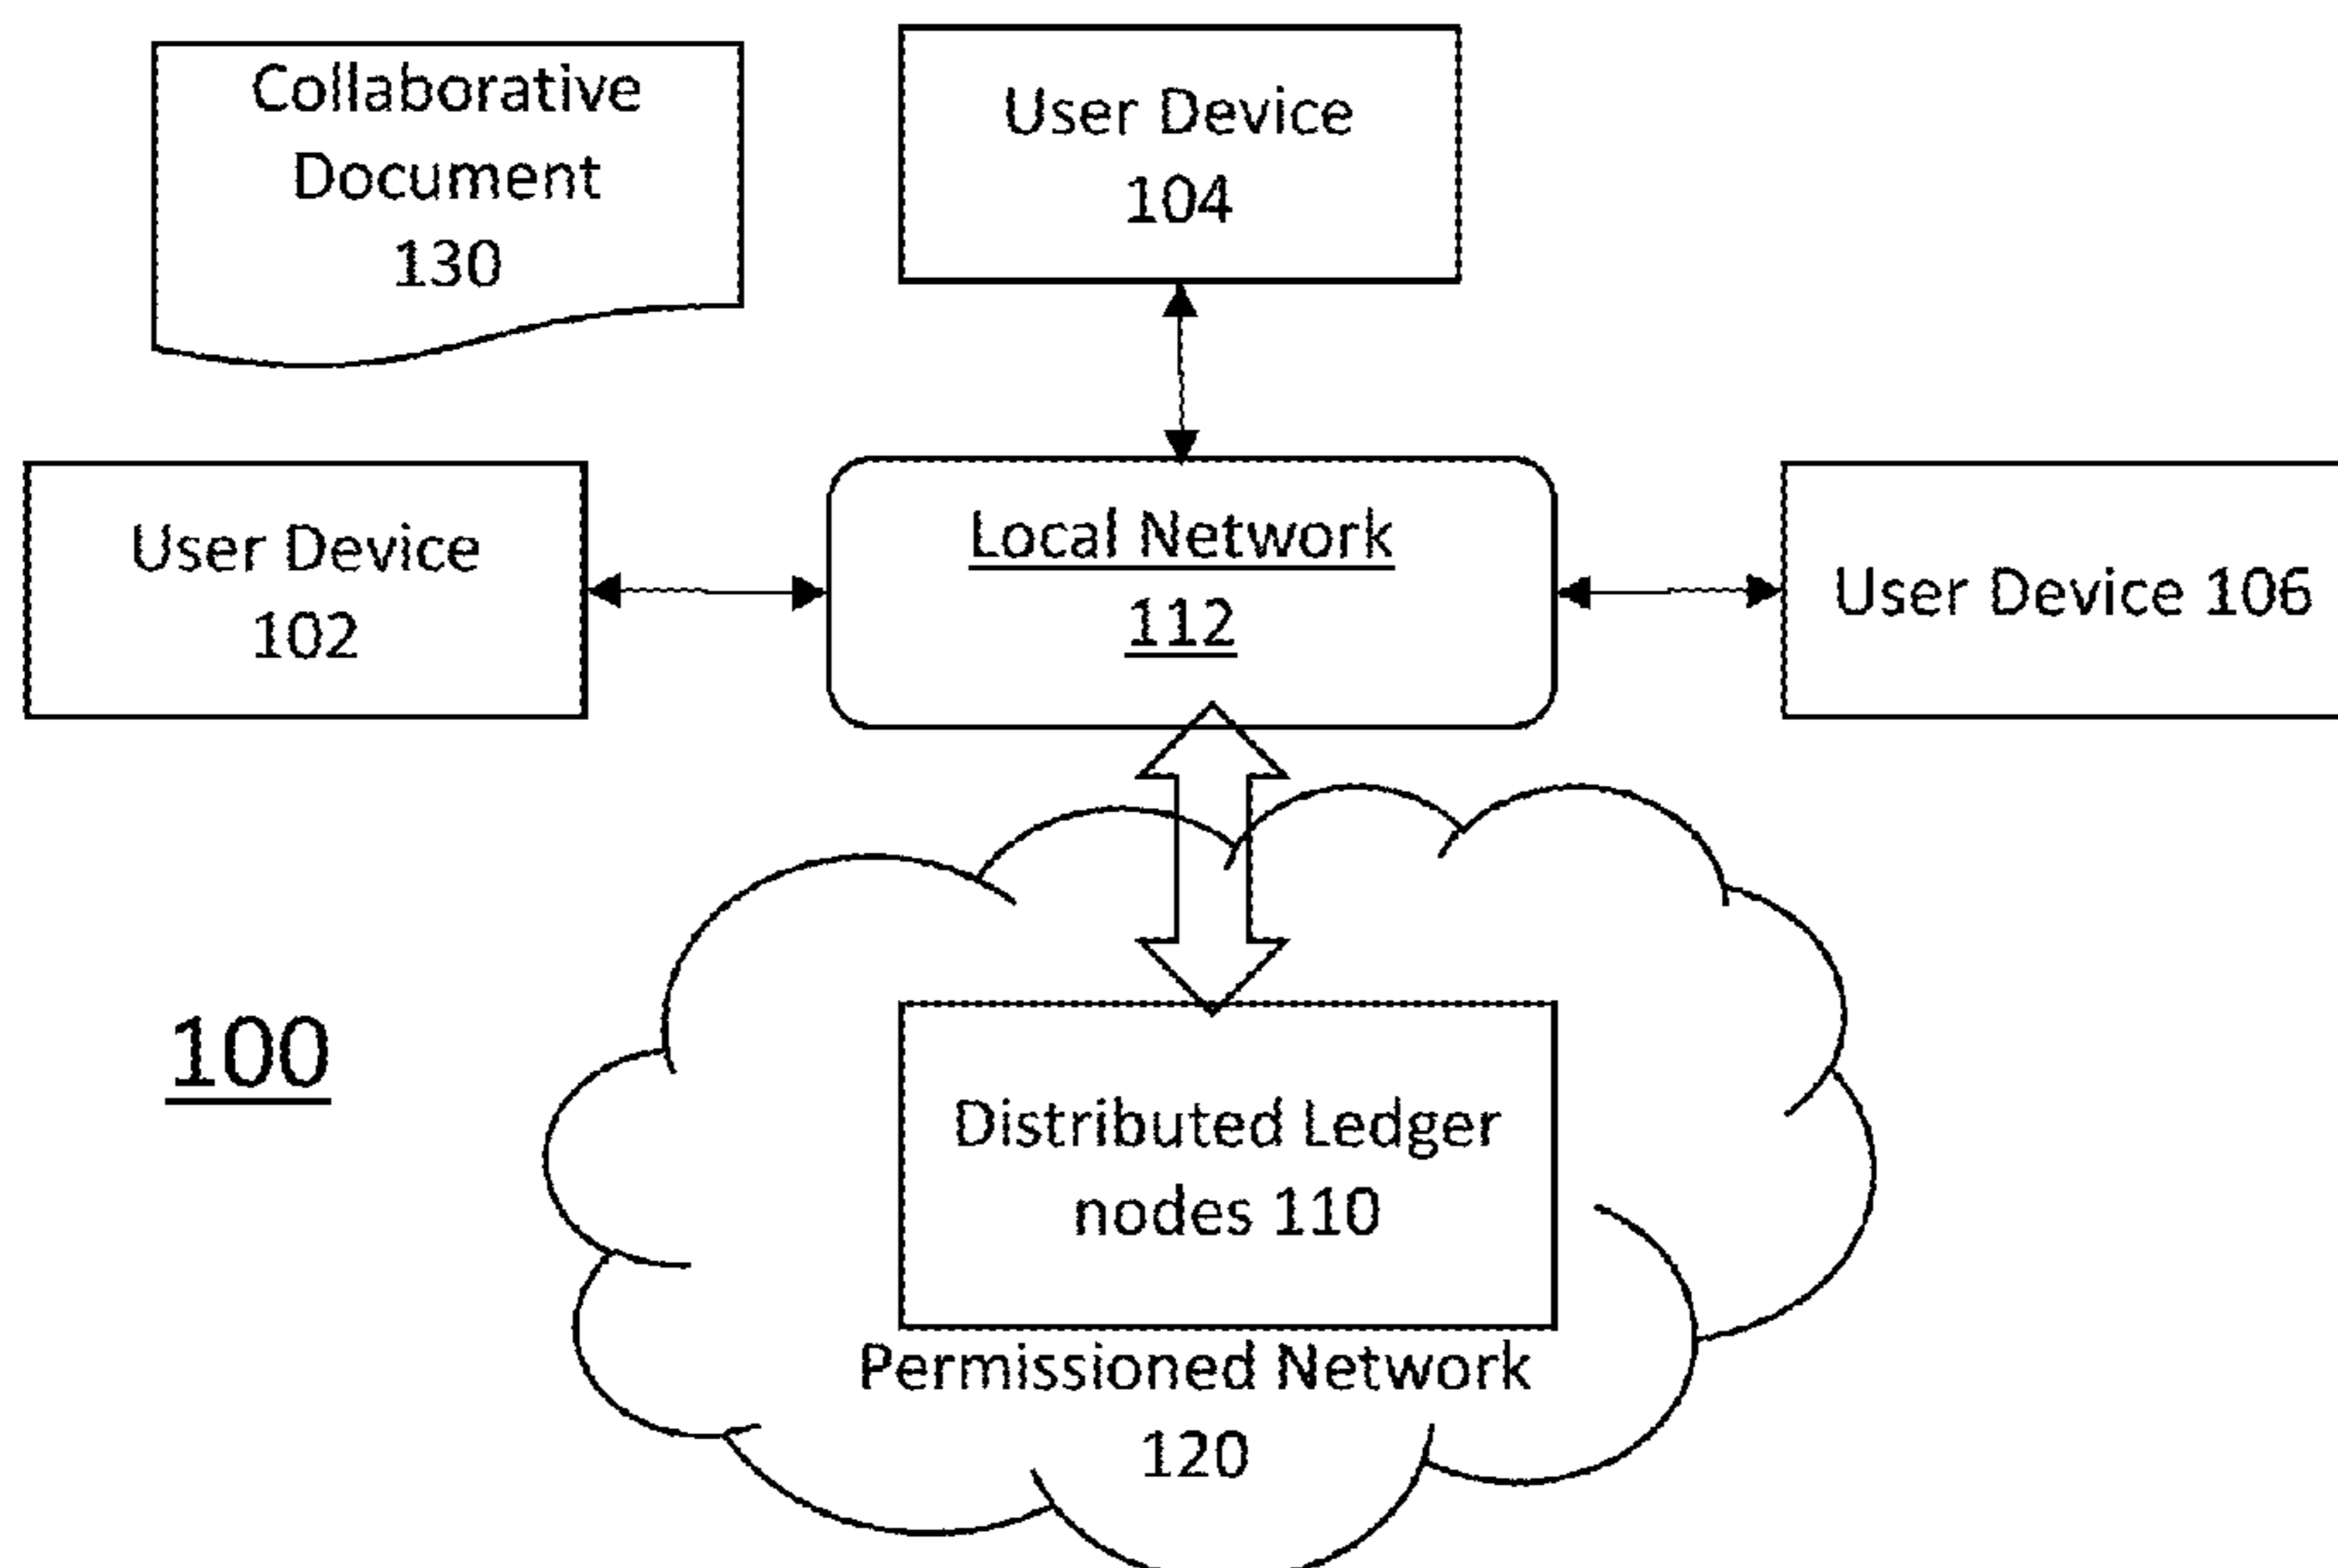 Collaborative
Document
130
User Device
104
User Device
102
Local Network
112
User Device 106
100
Distributed Ledger
nodes 110
Permissioned Network
120